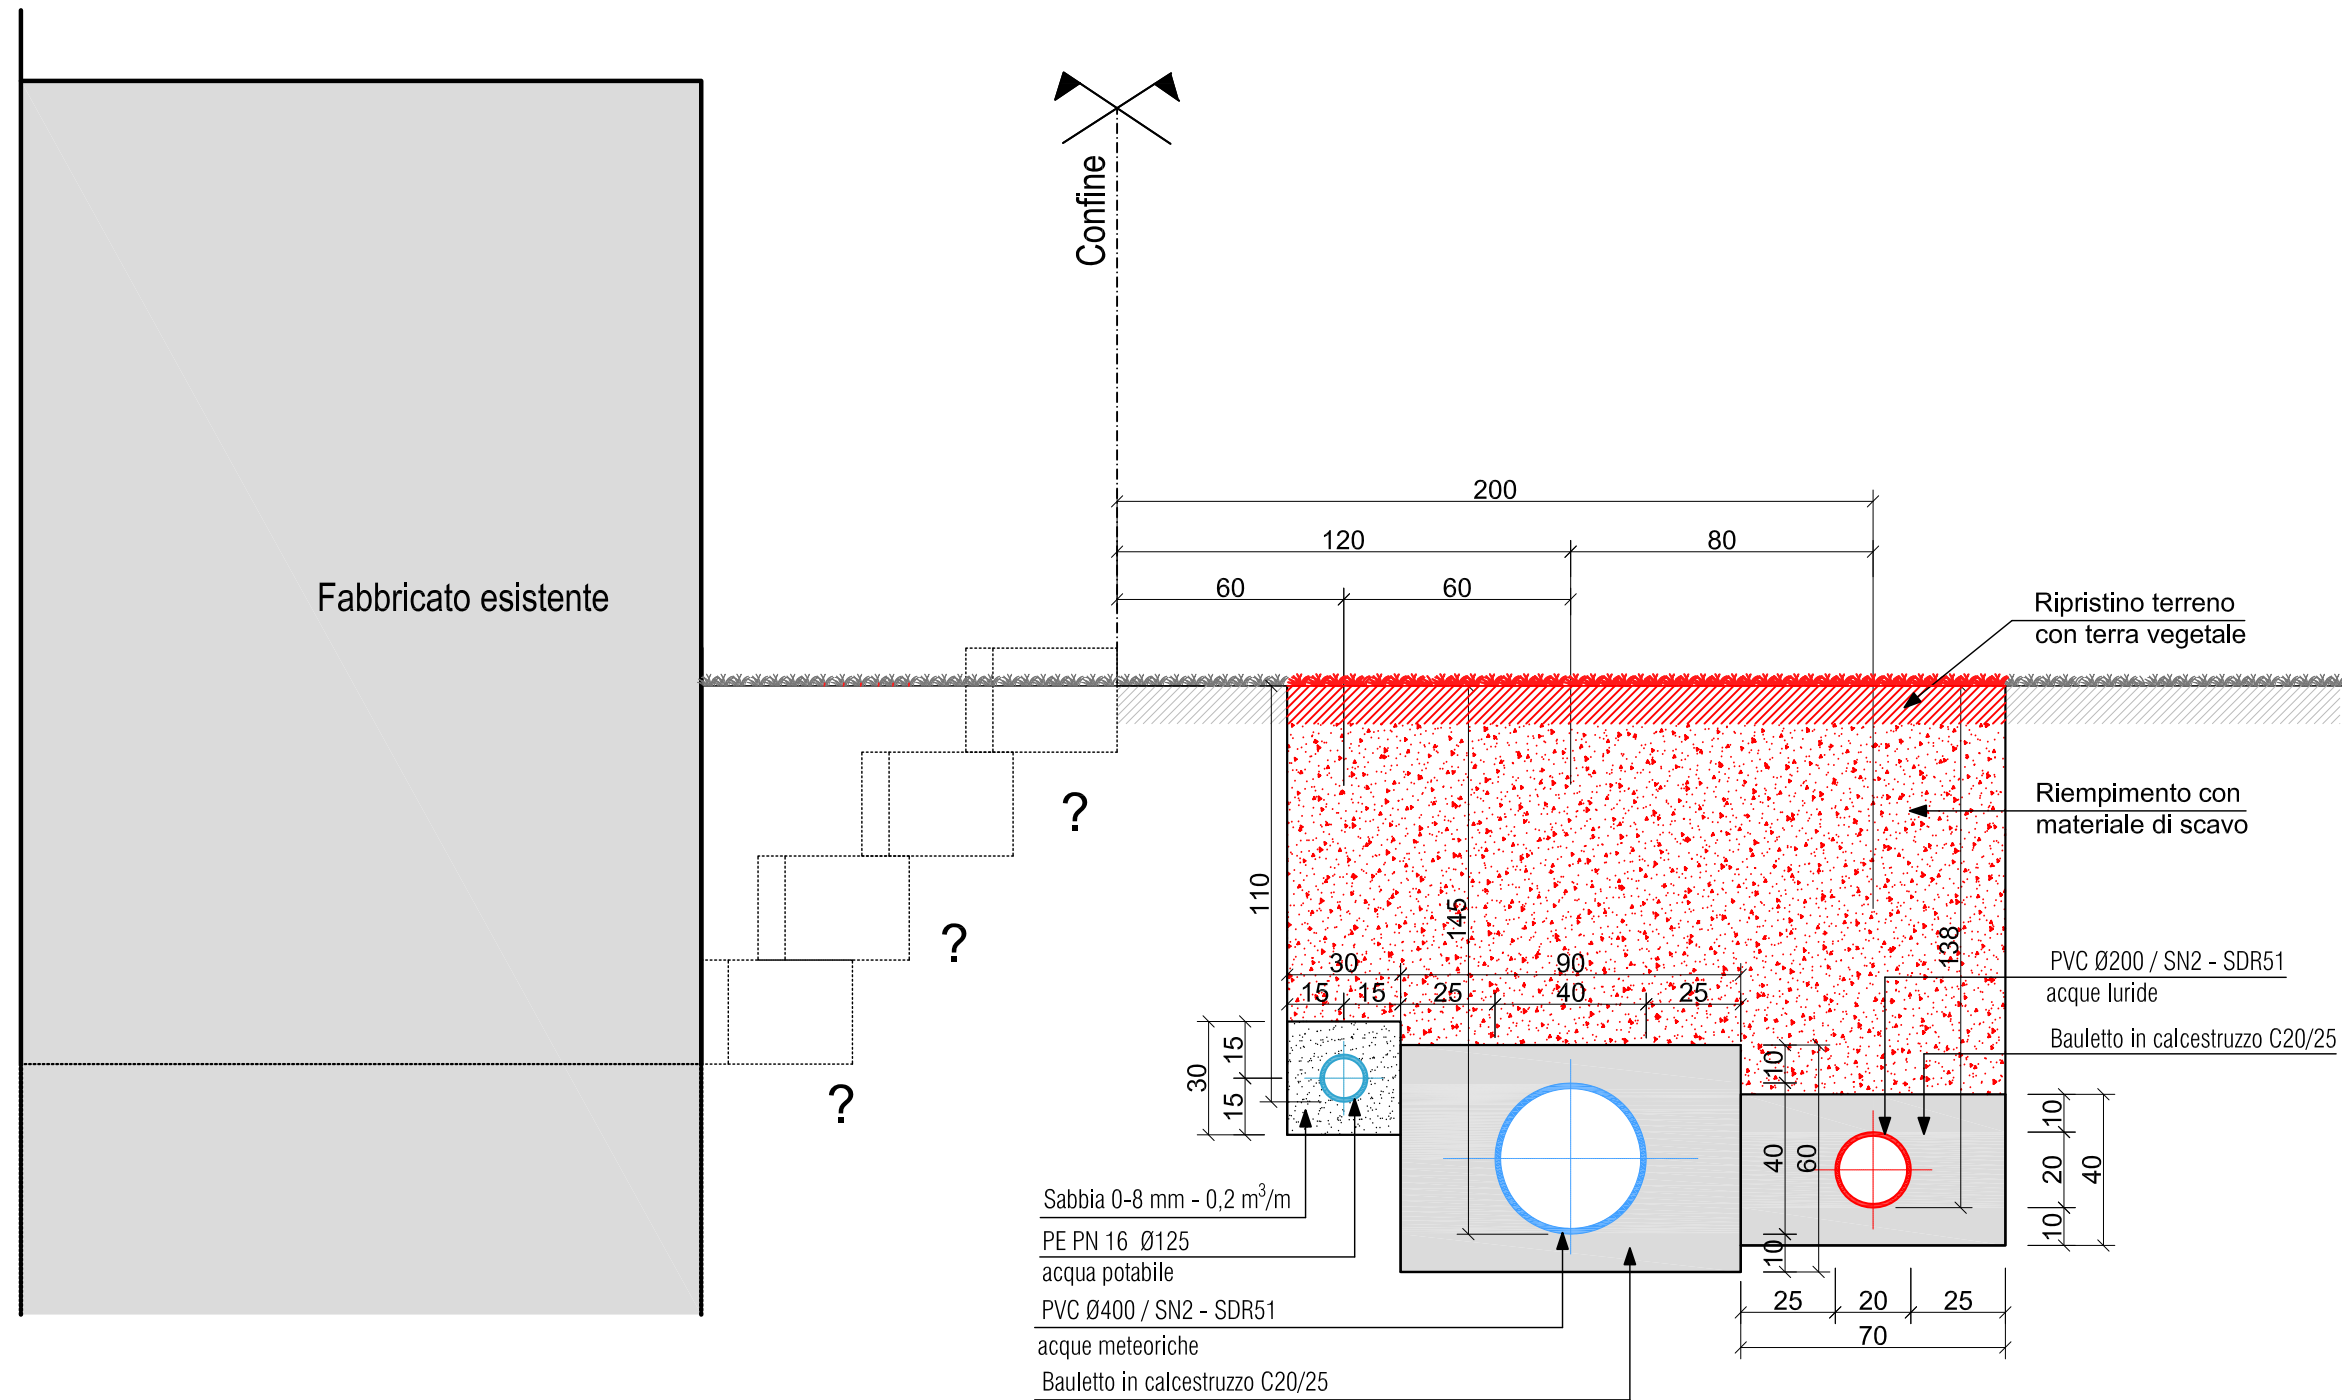 Confine
200
120
80
60
60
Fabbricato esistente
Ripristino terreno
con terra vegetale
?
Riempimento con
materiale di scavo
110
145
138
?
30
90
15
15
25
40
25
PVC Ø200 / SN2 - SDR51
acque luride
Bauletto in calcestruzzo C20/25
30
15
15
?
10
40
60
10
10
20
40
10
Sabbia 0-8 mm - 0,2 m³/m
PE PN 16 Ø125
acqua potabile
PVC Ø400 / SN2 - SDR51
acque meteoriche
Bauletto in calcestruzzo C20/25
25
20
25
70